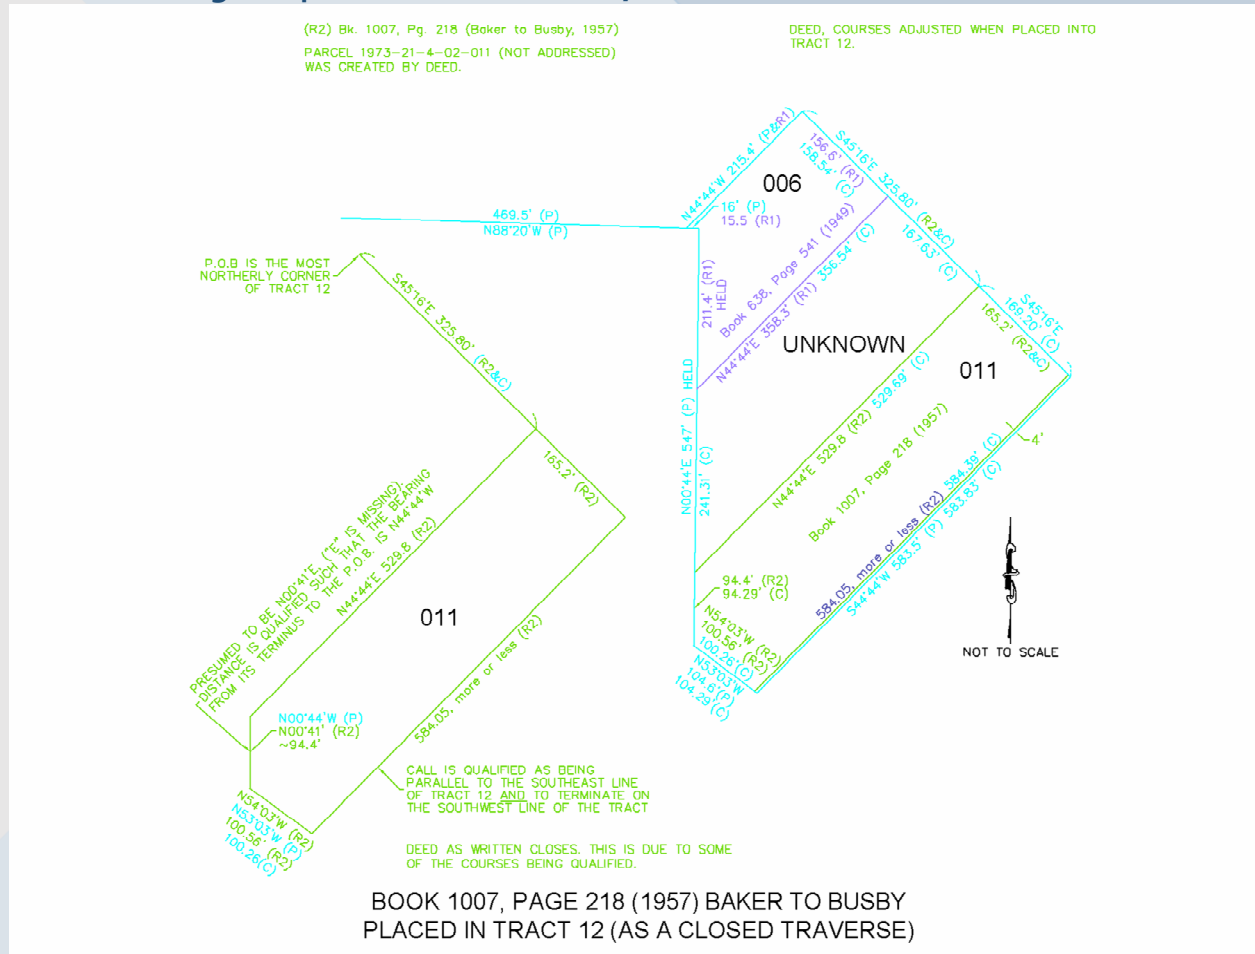 (R2) Bk. 1007, Pg. 218 (Baker to Busby, 1957)
PARCEL 1973-21-4-02-011 (NOT ADDRESSED)
WAS CREATED BY DEED.
DEED, COURSES ADJUSTED WHEN PLACED INTO
TRACT 12.
N44°44'W 215.4' (P&R1)
S45°16'E 325.80' (R2&C)
156.6' (R1)
158.54' (C)
006
16' (P)
15.5 (R1)
469.5' (P)
N88°20'W (P)
167.63' (C)
211.4' (R1)
HELD
Book 638, Page 541 (1949)
N44°44'E 358.3' (R1) 356.54' (C)
P.O.B IS THE MOST
NORTHERLY CORNER
OF TRACT 12
S45°16'E 325.80' (R2&C)
S45°16'E
169.20' (C)
165.2' (R2&C)
UNKNOWN
011
N00°44'E 547' (P) HELD
241.31' (C)
N44°44'E 529.8 (R2) 529.69' (C)
Book 1007, Page 218 (1957)
4'
584.05, more or less (R2) 584.39' (C)
S44°44'W 583.5' (P) 583.83' (C)
165.2' (R2)
PRESUMED TO BE N00°41'E, ("E" IS MISSING).
DISTANCE IS QUALIFIED SUCH THAT THE BEARING
FROM ITS TERMINUS TO THE P.O.B. IS N44°44'W
N44°44'E 529.8 (R2)
011
584.05, more or less (R2)
94.4' (R2)
94.29' (C)
N54°03'W (R2)
100.56' (R2)
100.26'(C)
N53°03'W
104.6'(P)
104.29'(C)
NOT TO SCALE
N00°44'W (P)
N00°41' (R2)
~94.4'
CALL IS QUALIFIED AS BEING
PARALLEL TO THE SOUTHEAST LINE
OF TRACT 12 AND TO TERMINATE ON
THE SOUTHWEST LINE OF THE TRACT
N54°03'W (R2)
N53°03'W (P)
100.56' (R2)
100.26(C)
DEED AS WRITTEN CLOSES. THIS IS DUE TO SOME
OF THE COURSES BEING QUALIFIED.
BOOK 1007, PAGE 218 (1957) BAKER TO BUSBY
PLACED IN TRACT 12 (AS A CLOSED TRAVERSE)